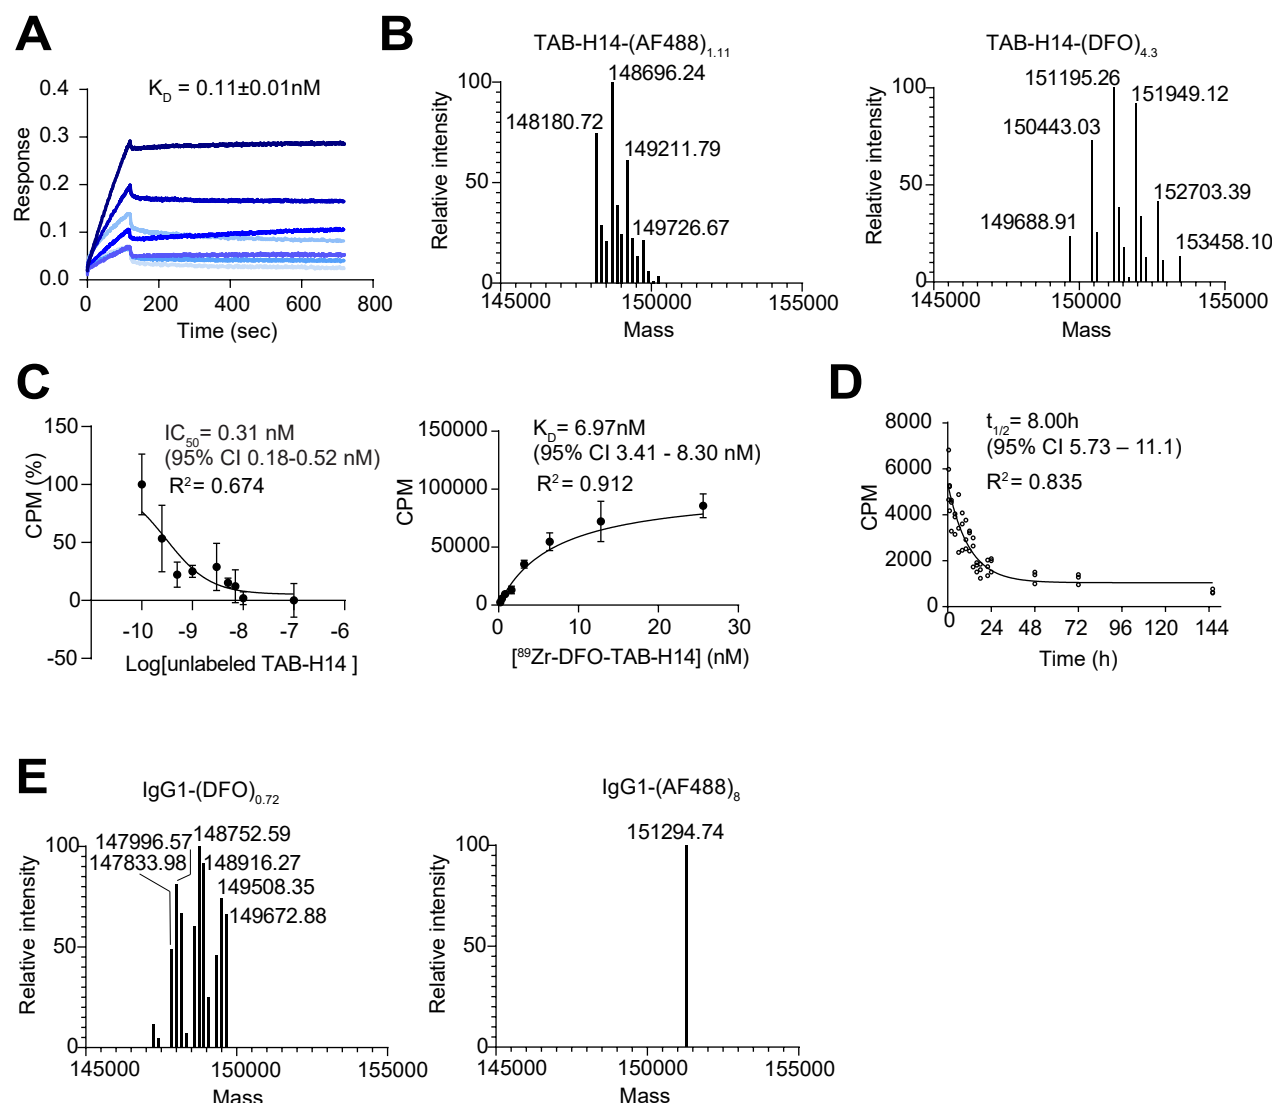 A
K_D = 0.11±0.01nM
Response
0.4
0.3
0.2
0.1
0.0
0 200 400 600 800
Time (sec)
B
TAB-H14-(AF488)_1.11
Relative intensity
100
50
0
148696.24
148180.72
149211.79
149726.67
145000 150000 155000
Mass
TAB-H14-(DFO)_4.3
Relative intensity
100
50
0
151195.26
151949.12
150443.03
152703.39
149688.91
153458.10
145000 150000 155000
Mass
C
CPM (%)
150
100
50
0
-50
IC_50 = 0.31 nM
(95% CI 0.18-0.52 nM)
R² = 0.674
-10 -9 -8 -7 -6
Log[unlabeled TAB-H14 ]
CPM
150000
100000
50000
0
K_D = 6.97nM
(95% CI 3.41 - 8.30 nM)
R² = 0.912
0 10 20 30
[⁸⁹Zr-DFO-TAB-H14] (nM)
D
CPM
8000
6000
4000
2000
0
t_1/2 = 8.00h
(95% CI 5.73 – 11.1)
R² = 0.835
0 24 48 72 96 120 144
Time (h)
E
IgG1-(DFO)_0.72
Relative intensity
100
50
0
147996.57
148752.59
147833.98
148916.27
149508.35
149672.88
145000 150000 155000
Mass
IgG1-(AF488)_8
Relative intensity
100
50
0
151294.74
145000 150000 155000
Mass